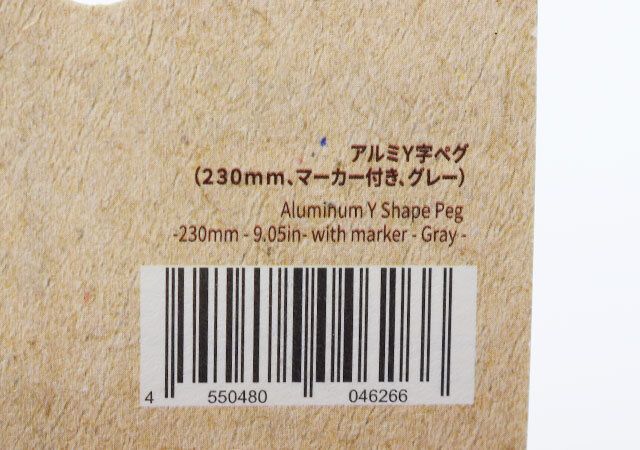 アルミY字ペグ
（230mm、マーカー付き、グレー）
Aluminum Y Shape Peg
-230mm - 9.05in- with marker - Gray -
4 550480 046266